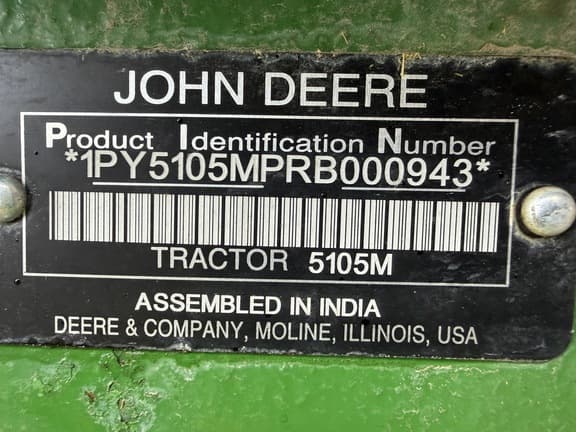 JOHN DEERE
Product Identification Number
*1PY5105MPRB000943*
TRACTOR 5105M
ASSEMBLED IN INDIA
DEERE & COMPANY, MOLINE, ILLINOIS, USA